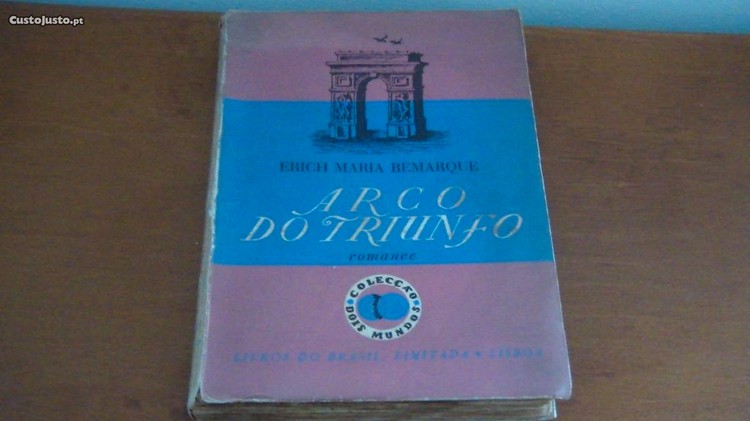 CustoJusto.pt
ERICH MARIA REMARQUE
ARCO
DO TRIUNFO
romance
COLECÇÃO
DOIS MUNDOS
LIVROS DO BRASIL, LIMITADA • LISBOA